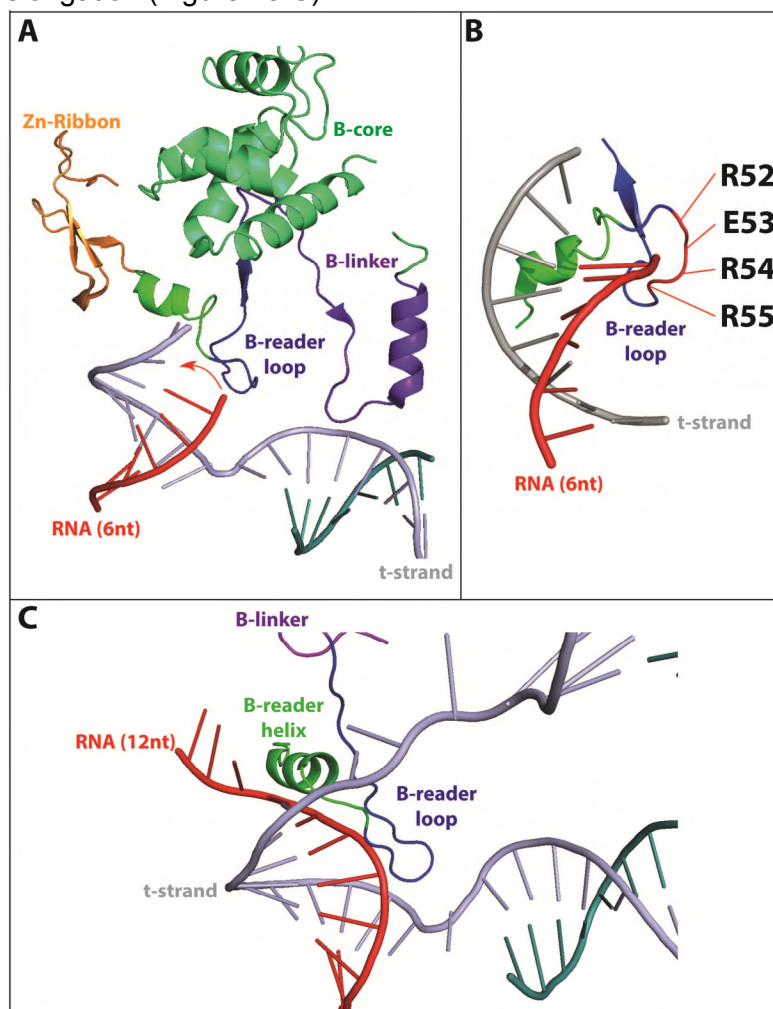 A
Zn-Ribbon
B-core
B-linker
B-reader
loop
RNA (6nt)
t-strand
B
R52
E53
R54
R55
B-reader
loop
t-strand
RNA (6nt)
C
B-linker
B-reader
helix
RNA (12nt)
B-reader
loop
t-strand